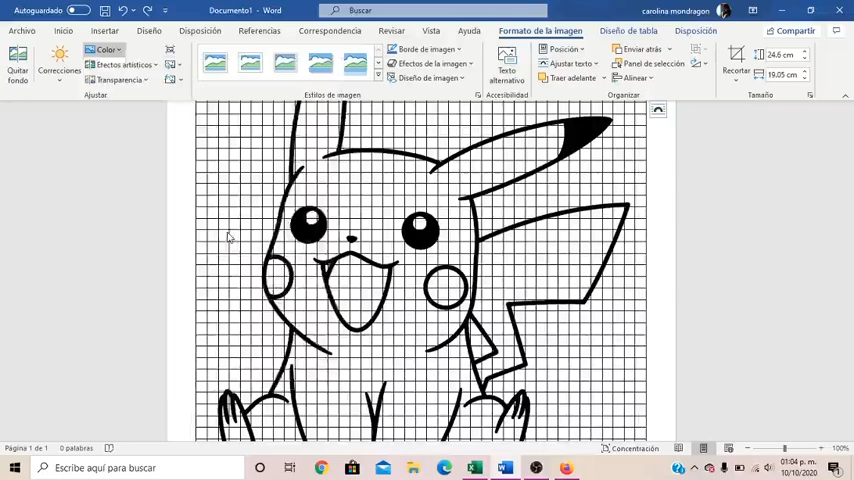 Autoguardado
Documento1 - Word
Buscar
carolina mondragon
Archivo Inicio Insertar Diseño Disposición Referencias Correspondencia Revisar Vista Ayuda Formato de la imagen Diseño de tabla Disposición Compartir
Quitar fondo
Correcciones
Color
Efectos artísticos
Transparencia
Ajustar
Estilos de imagen
Borde de imagen
Efectos de la imagen
Diseño de imagen
Texto alternativo
Accesibilidad
Posición
Ajustar texto
Traer adelante
Enviar atrás
Panel de selección
Alinear
Organizar
Recortar
24.6 cm
19.05 cm
Tamaño
Página 1 de 1 0 palabras
Concentración
100%
Escribe aquí para buscar
01:04 p. m.
10/10/2020